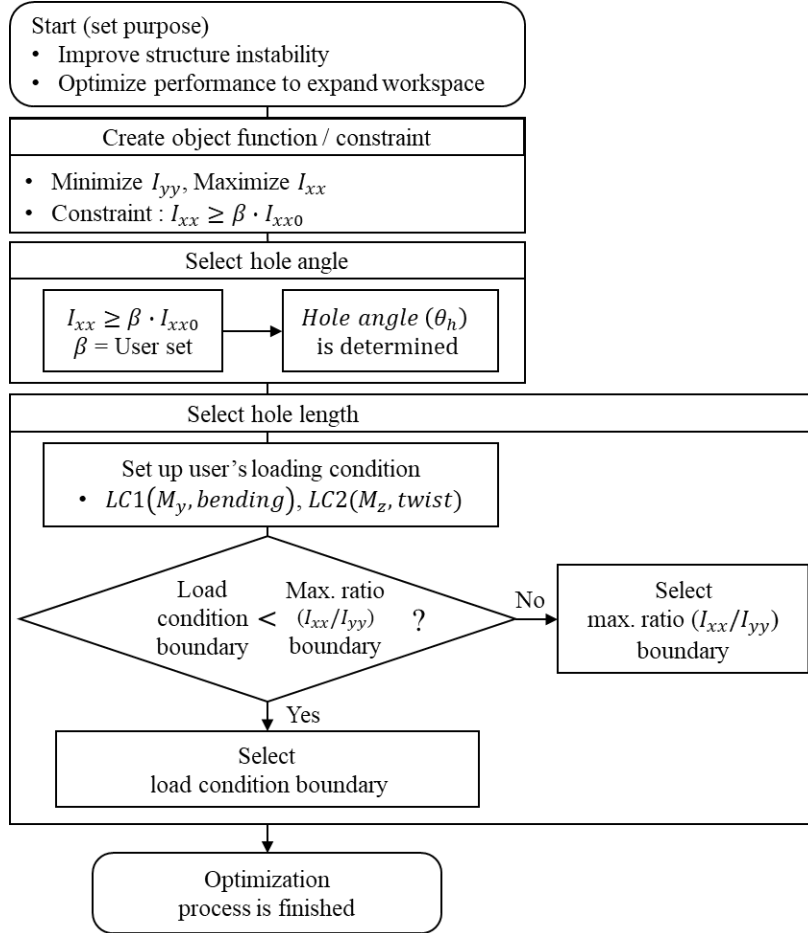 Start (set purpose)
• Improve structure instability
• Optimize performance to expand workspace
Create object function / constraint
• Minimize I_yy, Maximize I_xx
• Constraint : I_xx ≥ β · I_xx0
Select hole angle
I_xx ≥ β · I_xx0
β = User set
Hole angle (θ_h)
is determined
Select hole length
Set up user's loading condition
• LC1(M_y, bending), LC2(M_z, twist)
Load
condition
boundary
<
Max. ratio
(I_xx/I_yy)
boundary
?
No
Select
max. ratio (I_xx/I_yy)
boundary
Yes
Select
load condition boundary
Optimization
process is finished